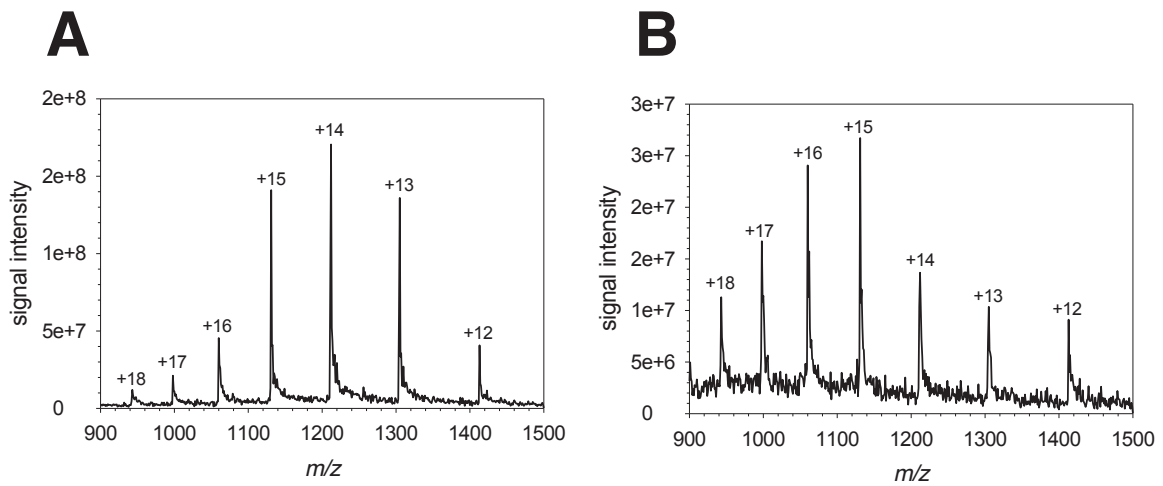 A
signal intensity
2e+8
2e+8
1e+8
5e+7
0
+18
+17
+16
+15
+14
+13
+12
900 1000 1100 1200 1300 1400 1500
m/z
B
signal intensity
3e+7
3e+7
2e+7
2e+7
1e+7
5e+6
0
+18
+17
+16
+15
+14
+13
+12
900 1000 1100 1200 1300 1400 1500
m/z